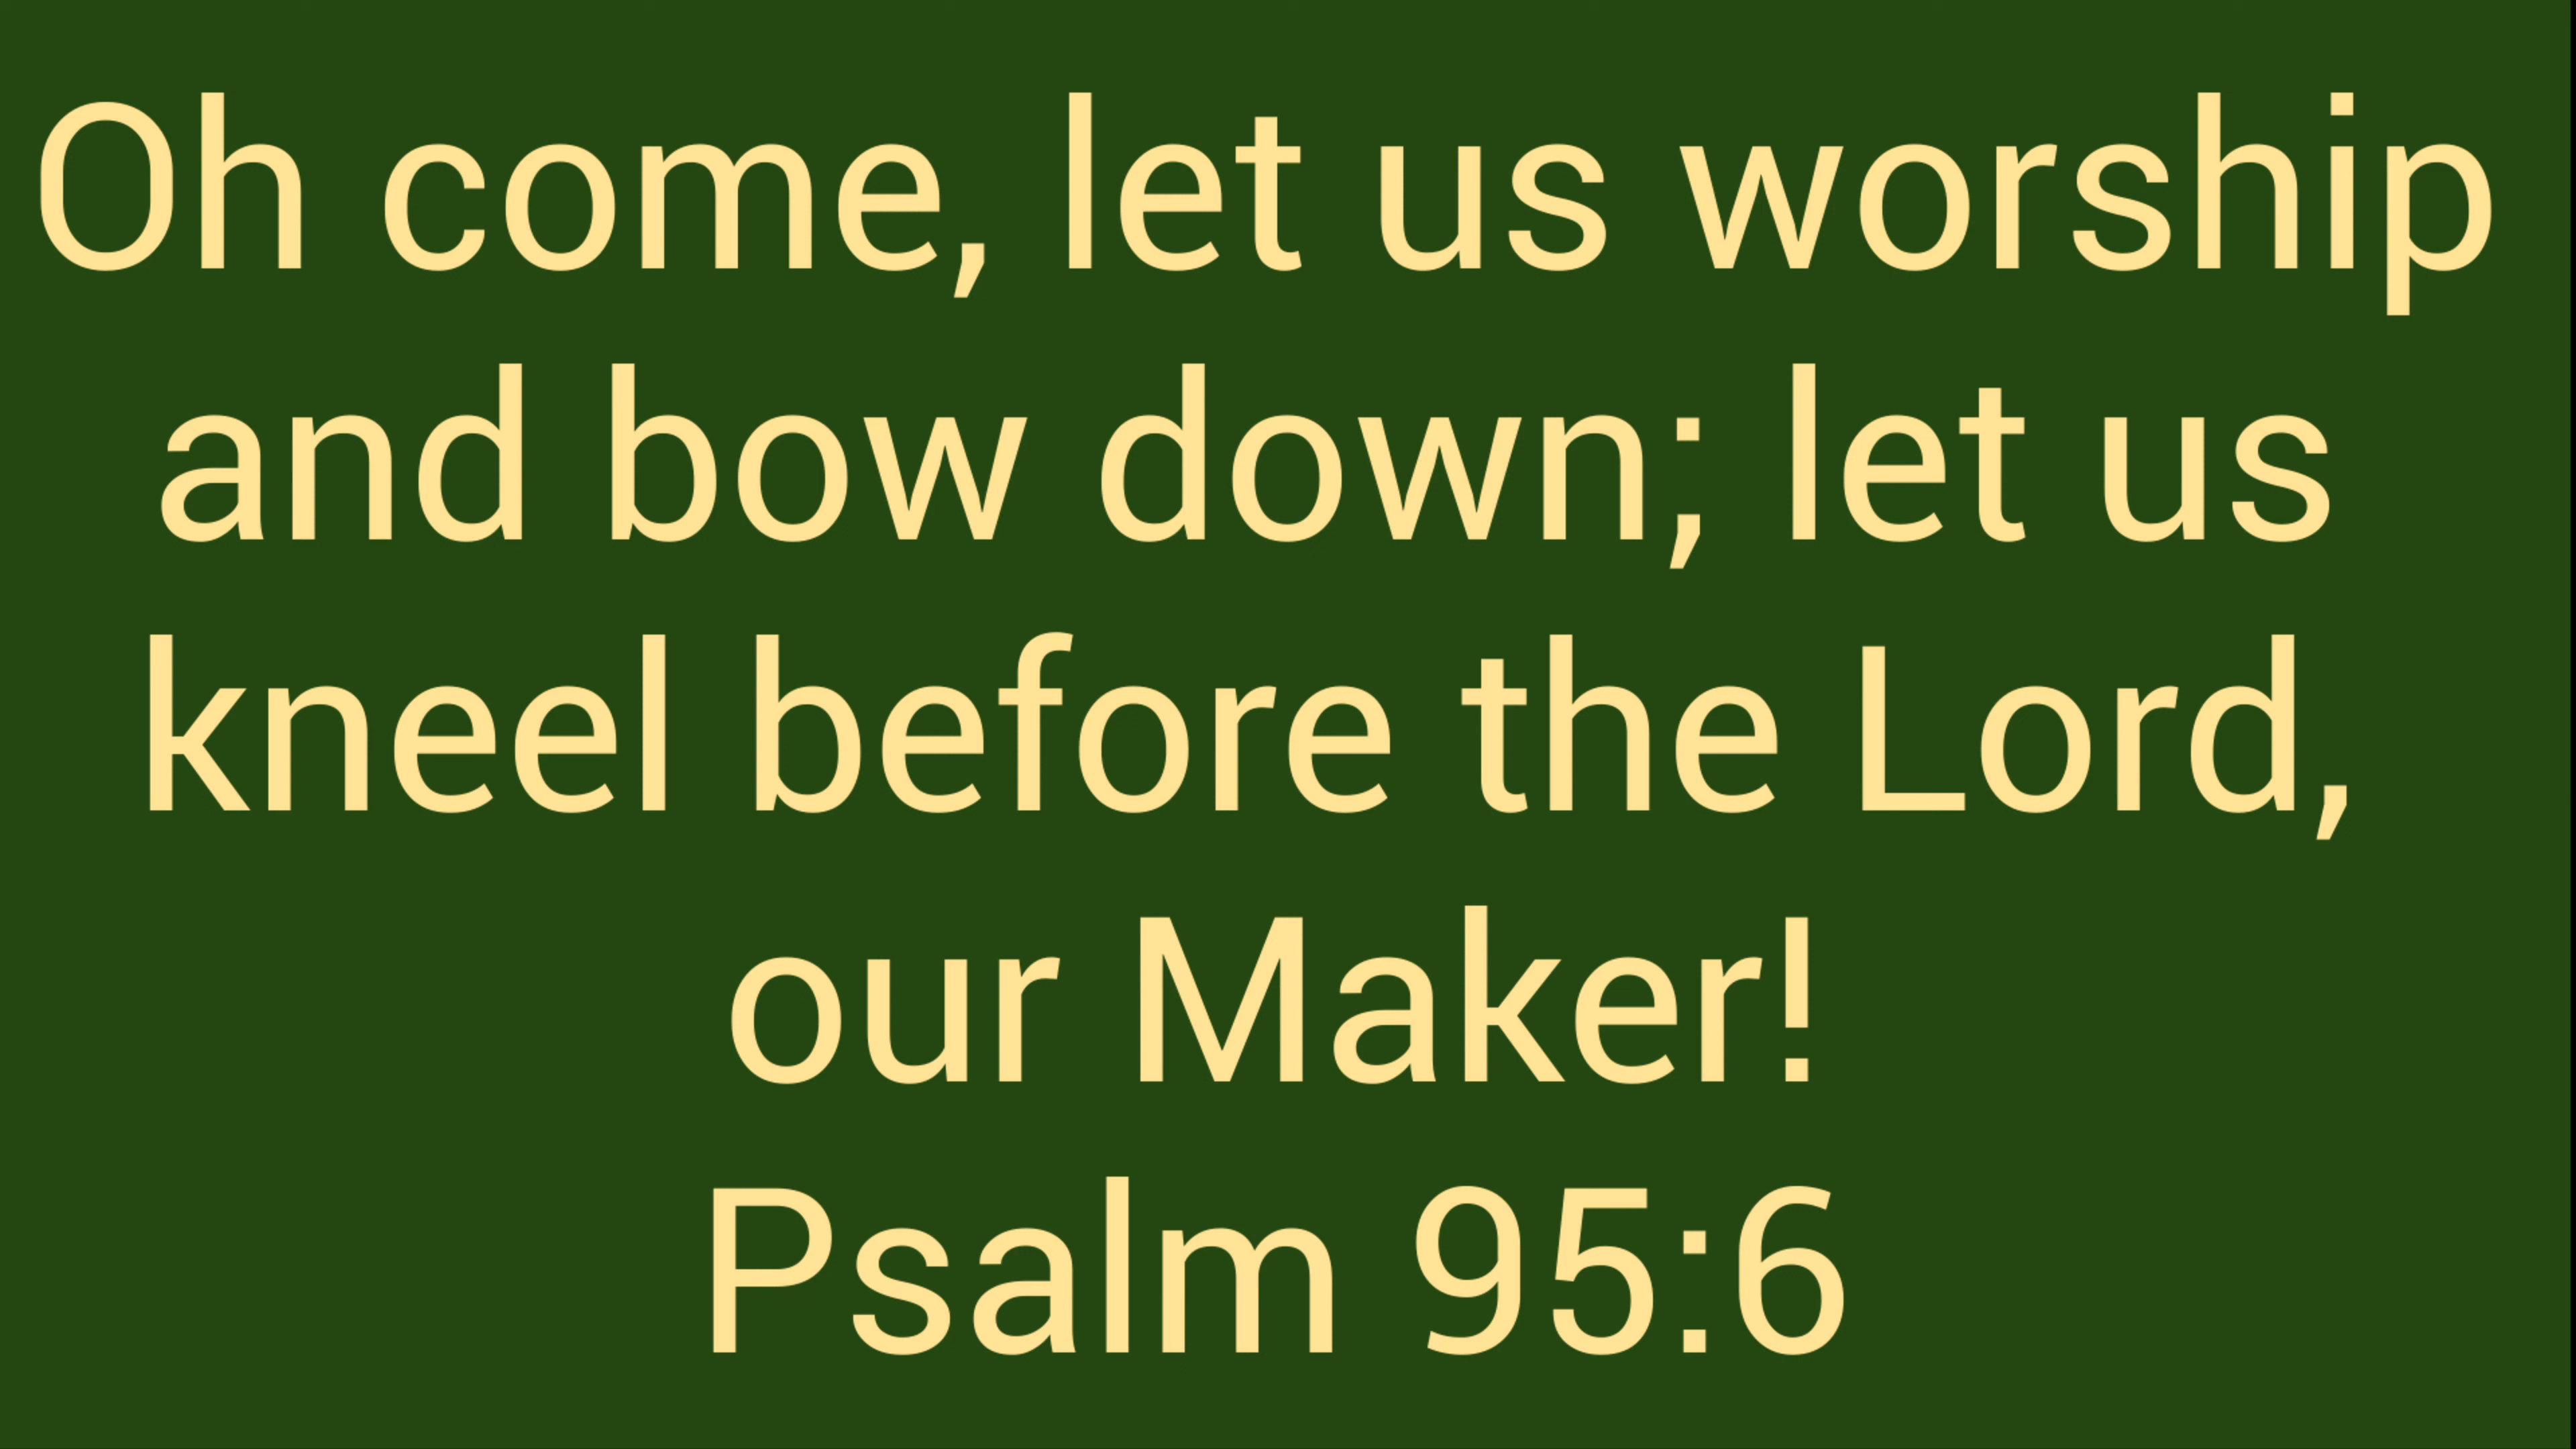 Oh come, let us worship
and bow down; let us
kneel before the Lord,
our Maker!
Psalm 95:6